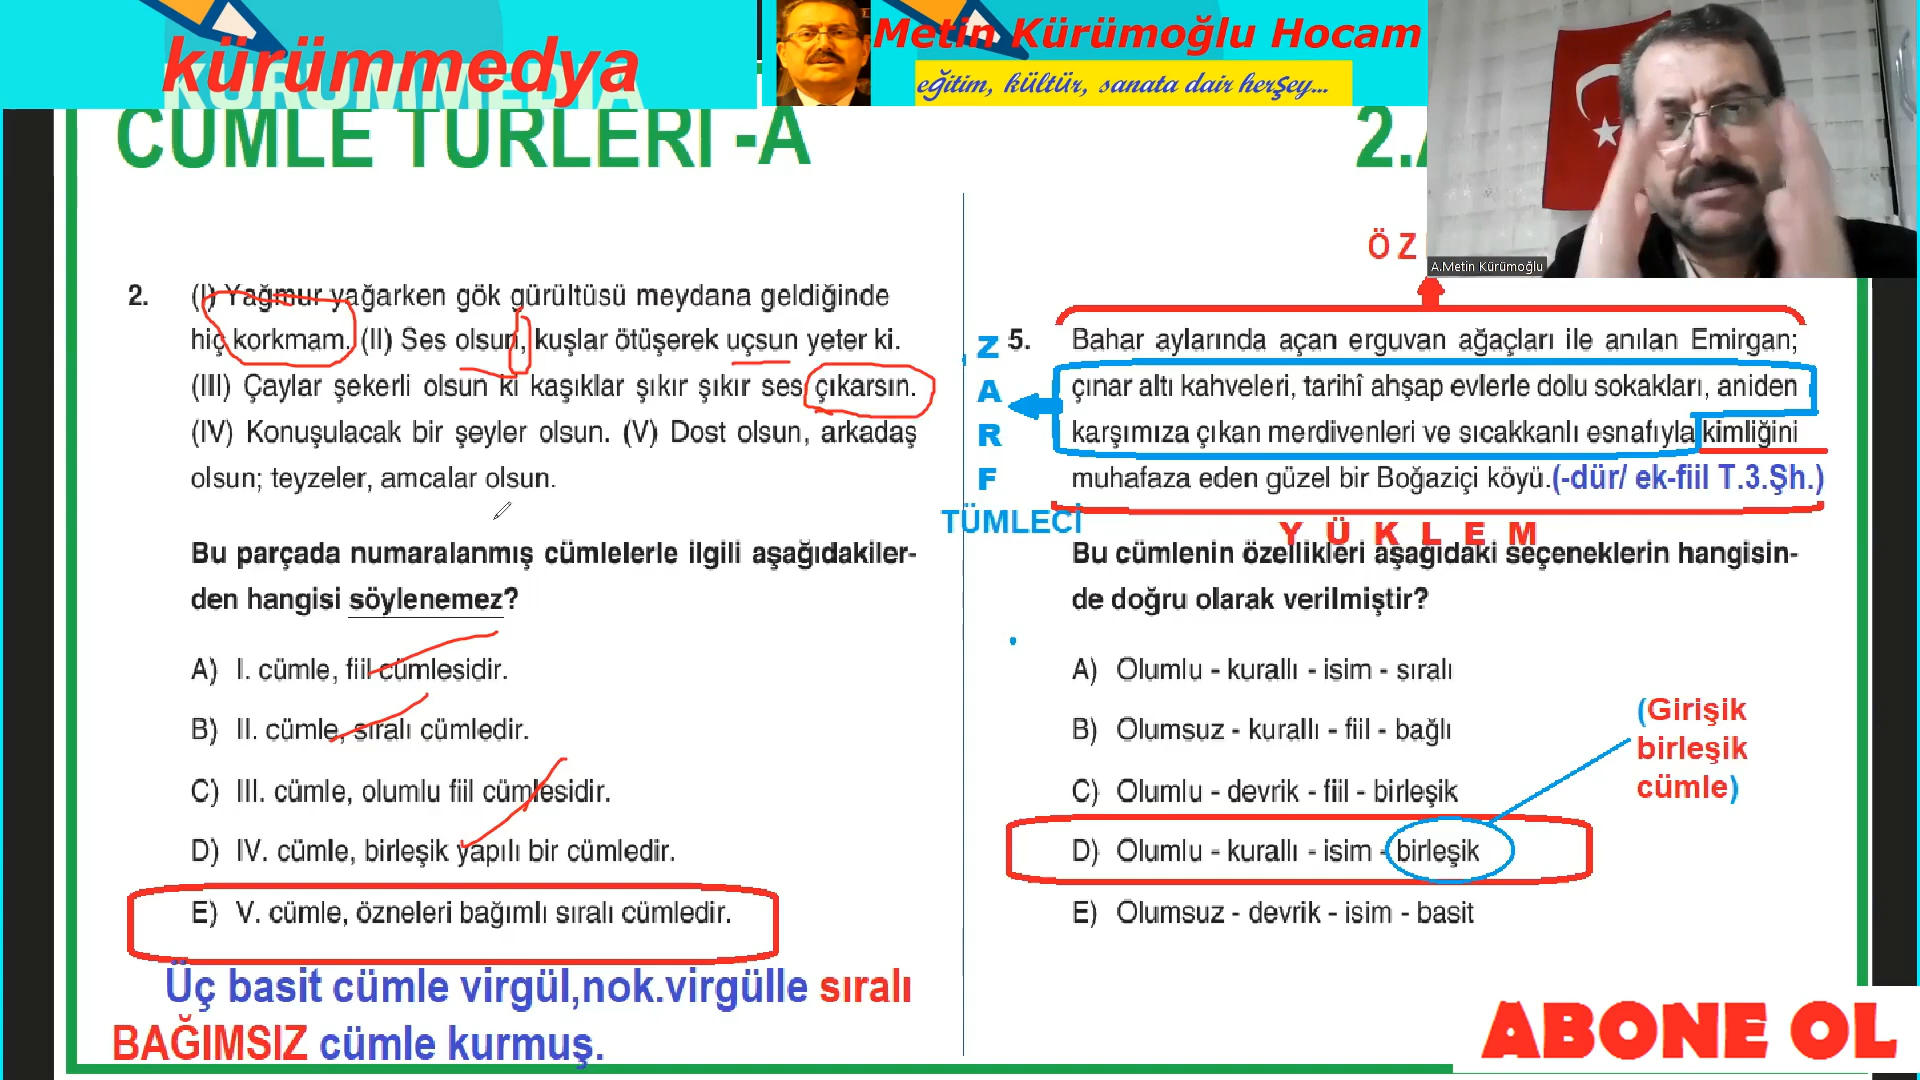 kürümmedya
KÜRÜMMEDYA
Metin Kürümoğlu Hocam
eğitim, kültür, sanata dair herşey...
CÜMLE TÜRLERİ -A
2.A
A.Metin Kürümoğlu
2. (I) Yağmur yağarken gök gürültüsü meydana geldiğinde
hiç korkmam. (II) Ses olsun, kuşlar ötüşerek uçsun yeter ki.
(III) Çaylar şekerli olsun ki kaşıklar şıkır şıkır ses çıkarsın.
(IV) Konuşulacak bir şeyler olsun. (V) Dost olsun, arkadaş
olsun; teyzeler, amcalar olsun.
Bu parçada numaralanmış cümlelerle ilgili aşağıdakiler-
den hangisi söylenemez?
A) I. cümle, fiil cümlesidir.
B) II. cümle, sıralı cümledir.
C) III. cümle, olumlu fiil cümlesidir.
D) IV. cümle, birleşik yapılı bir cümledir.
E) V. cümle, özneleri bağımlı sıralı cümledir.
Üç basit cümle virgül,nok.virgülle sıralı
BAĞIMSIZ cümle kurmuş.
Ö Z
Z
A
R
F
TÜMLECİ
5. Bahar aylarında açan erguvan ağaçları ile anılan Emirgan;
çınar altı kahveleri, tarihî ahşap evlerle dolu sokakları, aniden
karşımıza çıkan merdivenleri ve sıcakkanlı esnafıyla kimliğini
muhafaza eden güzel bir Boğaziçi köyü.(-dür/ ek-fiil T.3.Şh.)
Y Ü K L E M
Bu cümlenin özellikleri aşağıdaki seçeneklerin hangisin-
de doğru olarak verilmiştir?
A) Olumlu - kurallı - isim - sıralı
B) Olumsuz - kurallı - fiil - bağlı
C) Olumlu - devrik - fiil - birleşik
D) Olumlu - kurallı - isim - birleşik
E) Olumsuz - devrik - isim - basit
(Girişik
birleşik
cümle)
ABONE OL